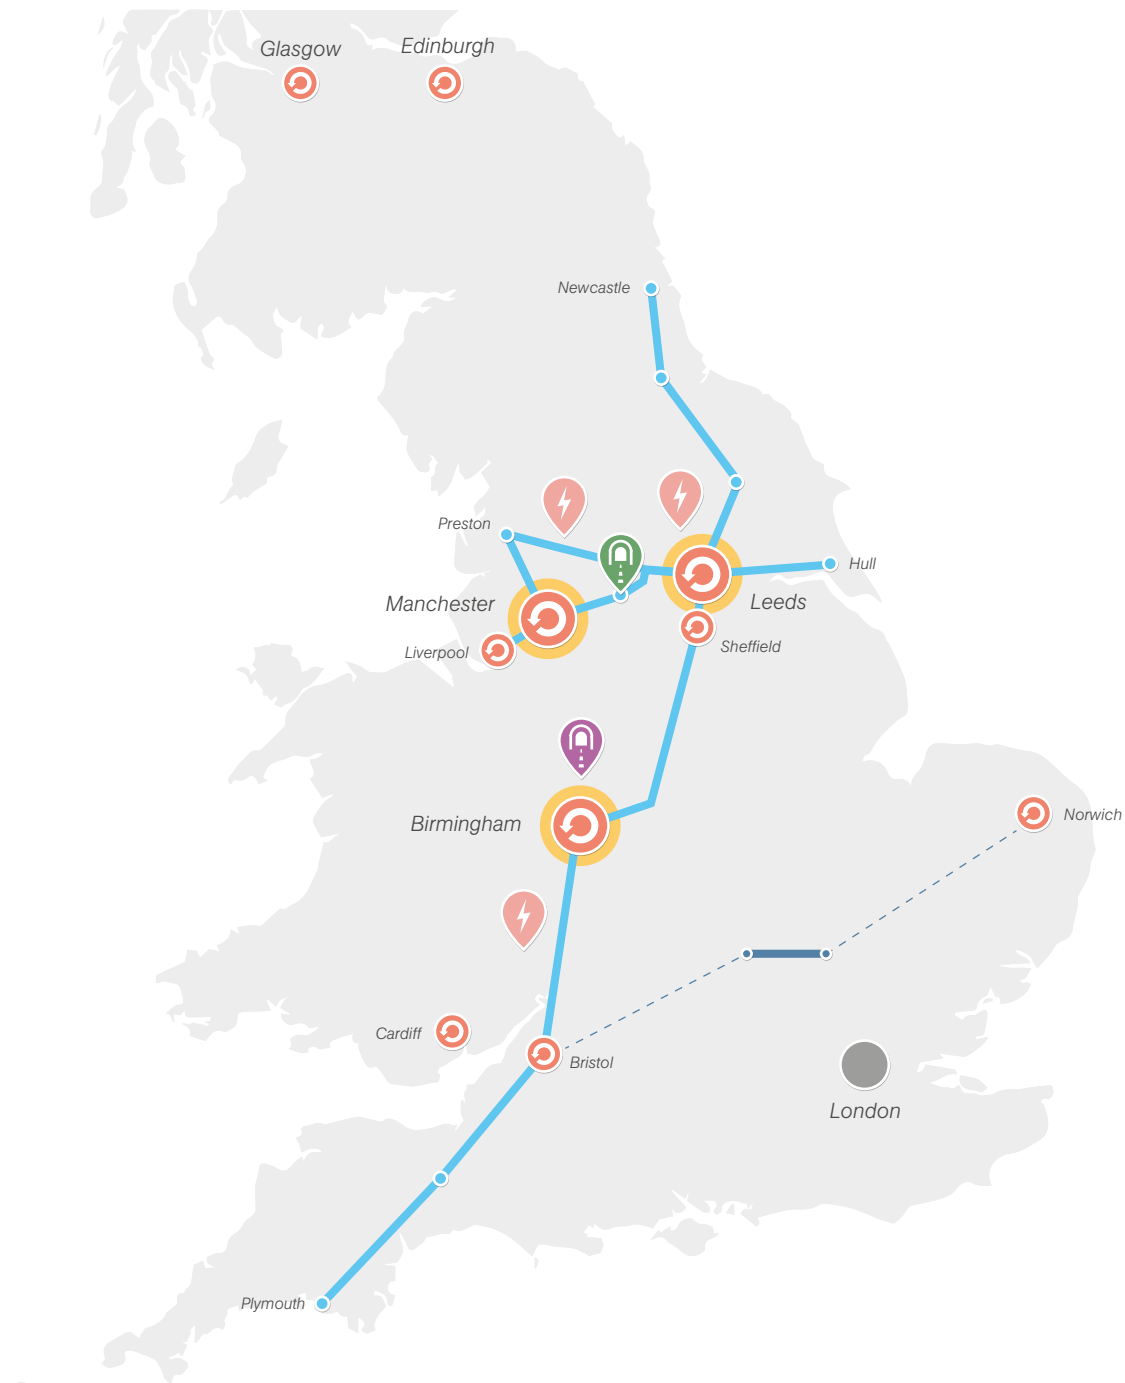 Glasgow
Edinburgh
Newcastle
Preston
Hull
Manchester
Leeds
Liverpool
Sheffield
Birmingham
Norwich
Cardiff
Bristol
London
Plymouth